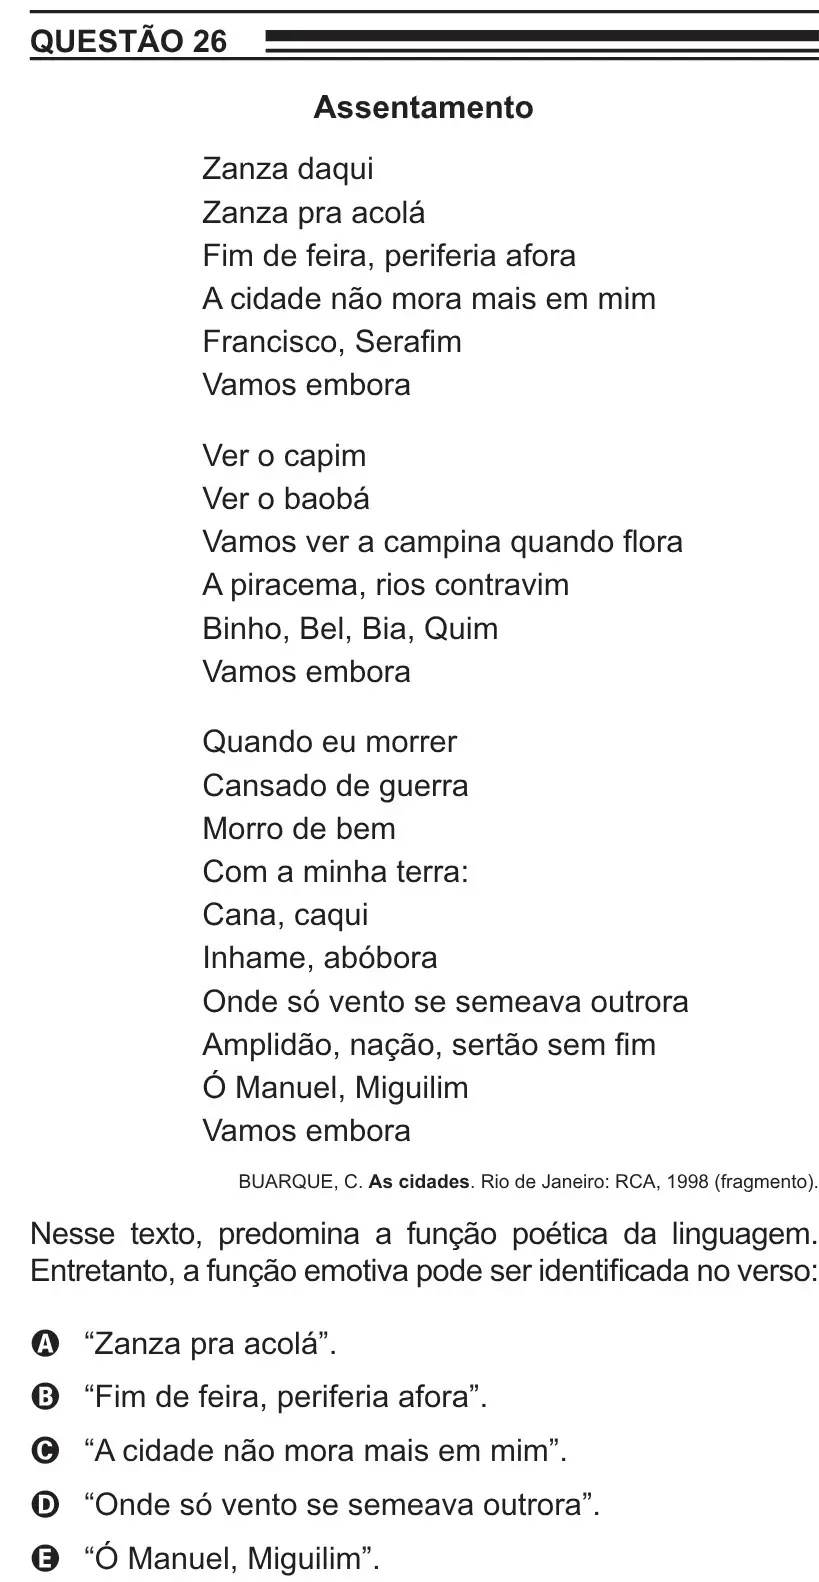 QUESTÃO 26
Assentamento
Zanza daqui
Zanza pra acolá
Fim de feira, periferia afora
A cidade não mora mais em mim
Francisco, Serafim
Vamos embora
Ver o capim
Ver o baobá
Vamos ver a campina quando flora
A piracema, rios contravim
Binho, Bel, Bia, Quim
Vamos embora
Quando eu morrer
Cansado de guerra
Morro de bem
Com a minha terra:
Cana, caqui
Inhame, abóbora
Onde só vento se semeava outrora
Amplidão, nação, sertão sem fim
Ó Manuel, Miguilim
Vamos embora
BUARQUE, C. As cidades. Rio de Janeiro: RCA, 1998 (fragmento).
Nesse texto, predomina a função poética da linguagem.
Entretanto, a função emotiva pode ser identificada no verso:
A “Zanza pra acolá”.
B “Fim de feira, periferia afora”.
C “A cidade não mora mais em mim”.
D “Onde só vento se semeava outrora”.
E “Ó Manuel, Miguilim”.